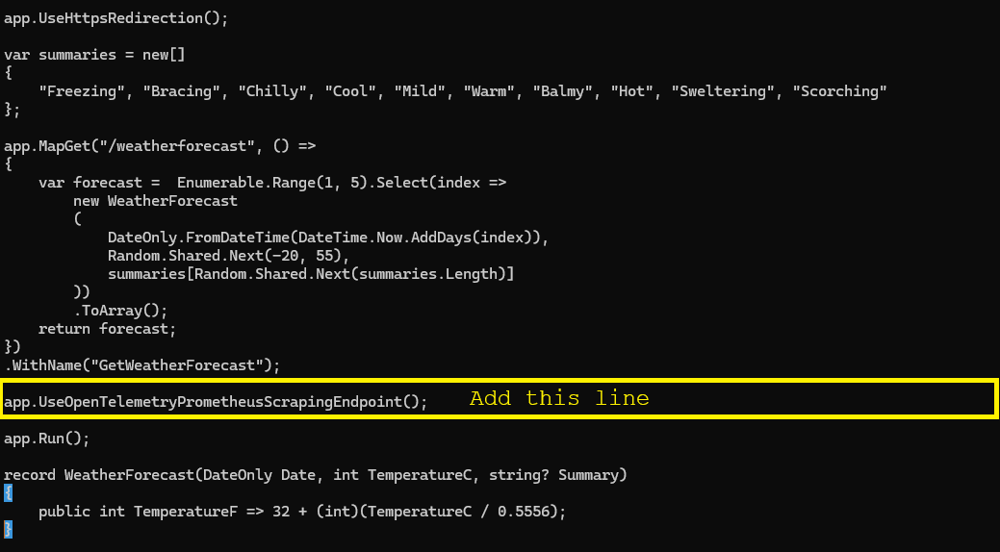 app.UseHttpsRedirection();
var summaries = new[]
{
    "Freezing", "Bracing", "Chilly", "Cool", "Mild", "Warm", "Balmy", "Hot", "Sweltering", "Scorching"
};
app.MapGet("/weatherforecast", () =>
{
    var forecast =  Enumerable.Range(1, 5).Select(index =>
        new WeatherForecast
        (
            DateOnly.FromDateTime(DateTime.Now.AddDays(index)),
            Random.Shared.Next(-20, 55),
            summaries[Random.Shared.Next(summaries.Length)]
        ))
        .ToArray();
    return forecast;
})
.WithName("GetWeatherForecast");
app.UseOpenTelemetryPrometheusScrapingEndpoint(); Add this line
app.Run();
record WeatherForecast(DateOnly Date, int TemperatureC, string? Summary)
{
    public int TemperatureF => 32 + (int)(TemperatureC / 0.5556);
}